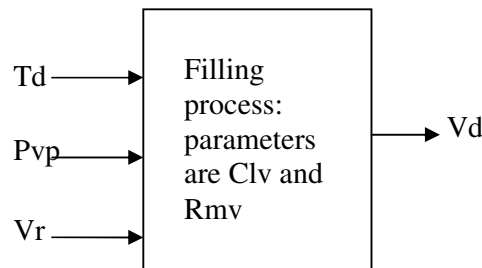 Td
Pvp
Vr
Filling
process:
parameters
are Clv and
Rmv
Vd